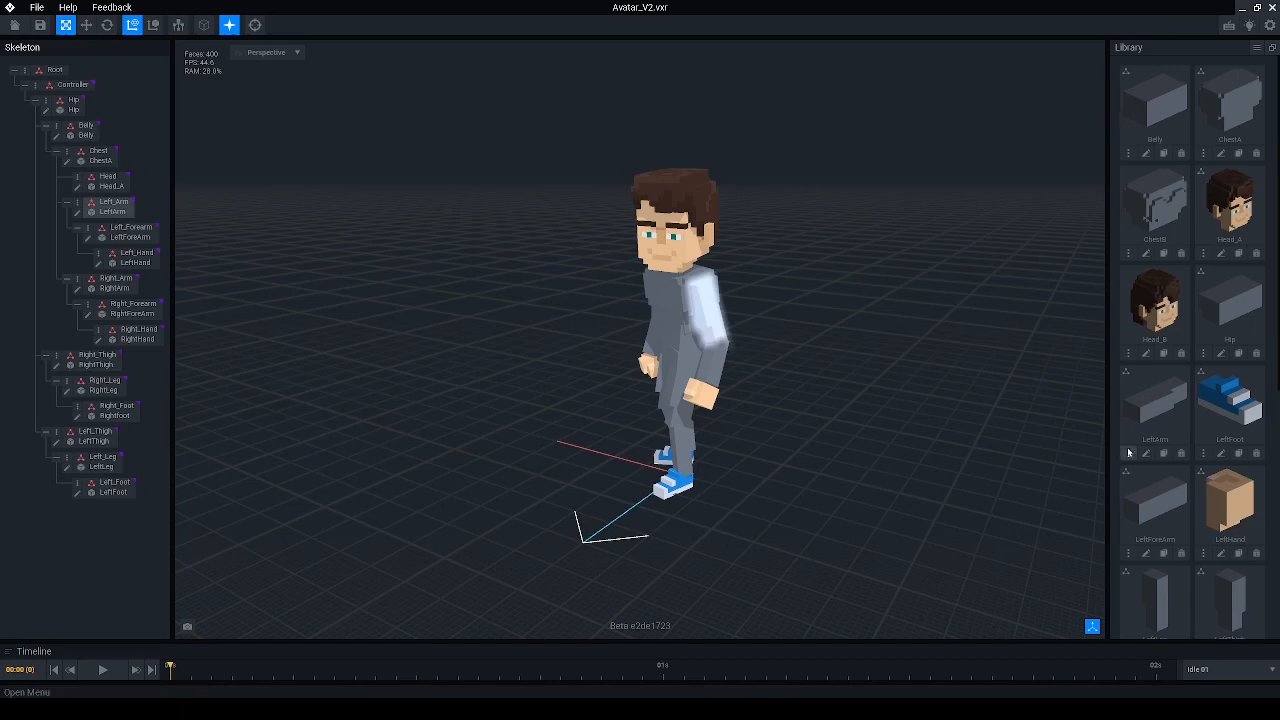 File Help Feedback
Avatar_V2.vxr
Skeleton
Root
Controller
Hip
Hip
Belly
Belly
Chest
ChestA
Head
Head_A
Left_Arm
LeftArm
Left_Forearm
LeftForeArm
Left_Hand
LeftHand
Right_Arm
RightArm
Right_Forearm
RightForeArm
Right_Hand
RightHand
Right_Thigh
RightThigh
Right_Leg
RightLeg
Right_Foot
Rightfoot
Left_Thigh
LeftThigh
Left_Leg
LeftLeg
Left_Foot
LeftFoot
Faces: 400
FPS: 44.6
RAM: 28.8%
Perspective
Beta e2de1723
Library
Belly ChestA
ChestB Head_A
Head_B Hip
LeftArm LeftFoot
LeftForeArm LeftHand
Timeline
00:00 (0)
01s
02s
Idle 01
Open Menu